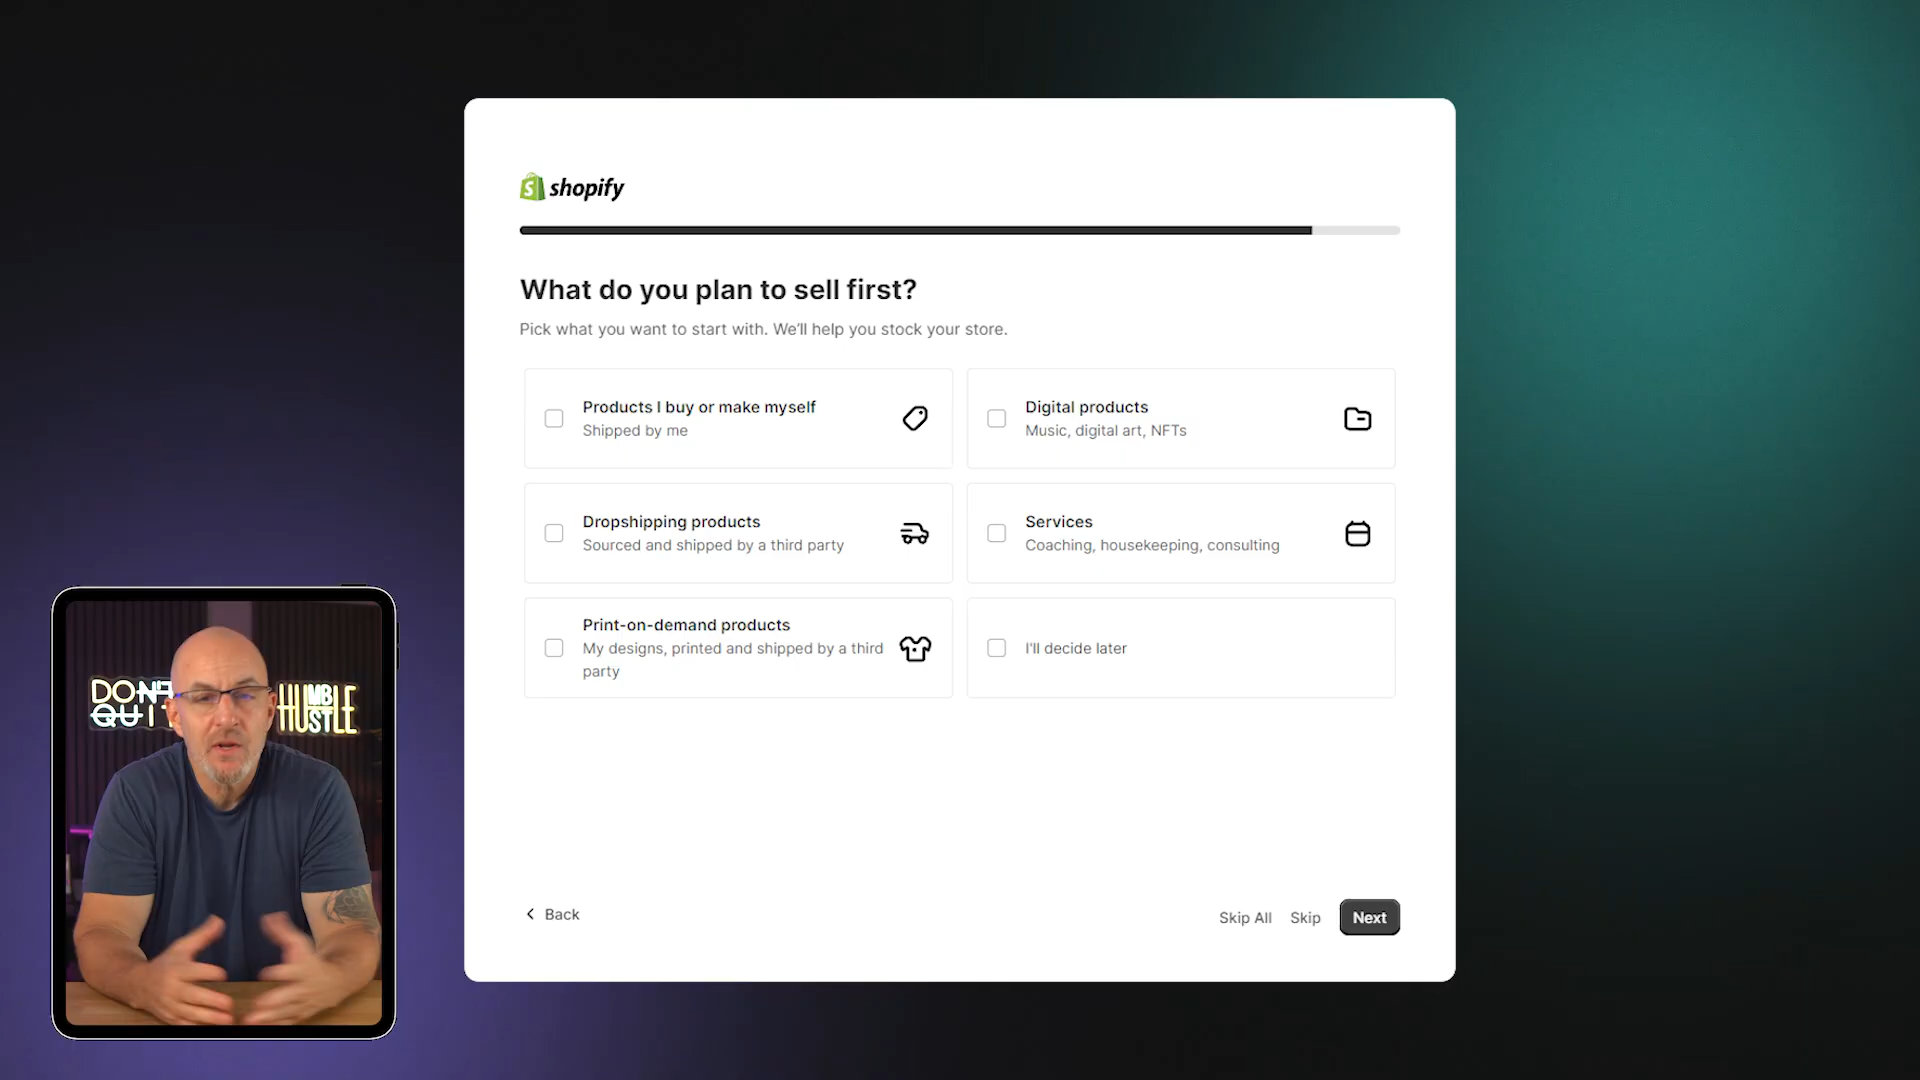 shopify
What do you plan to sell first?
Pick what you want to start with. We'll help you stock your store.
Products I buy or make myself
Shipped by me
Digital products
Music, digital art, NFTs
Dropshipping products
Sourced and shipped by a third party
Services
Coaching, housekeeping, consulting
Print-on-demand products
My designs, printed and shipped by a third
party
I'll decide later
Back
Skip All
Skip
Next
DON'T
QUIT
HUMBLE
HUSTLE